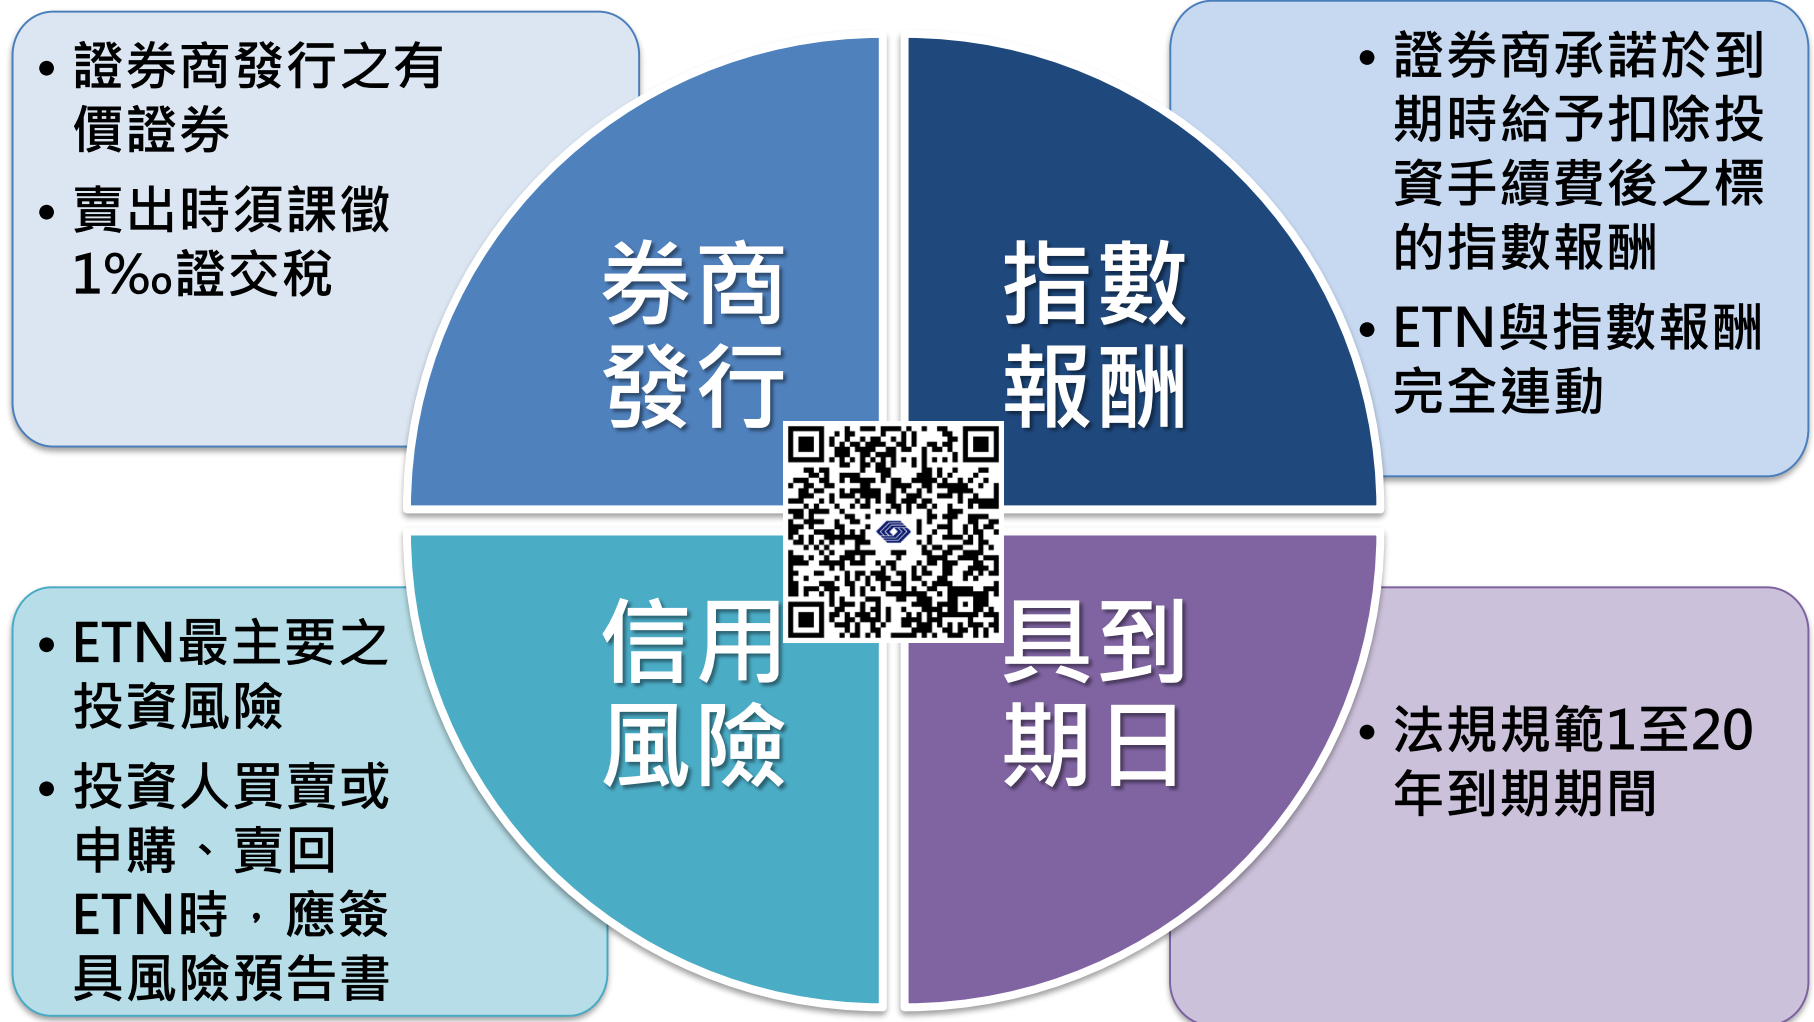 • 證券商發行之有
價證券
• 賣出時須課徵
1‰證交稅
券商
發行
指數
報酬
• 證券商承諾於到
期時給予扣除投
資手續費後之標
的指數報酬
• ETN與指數報酬
完全連動
• ETN最主要之
投資風險
• 投資人買賣或
申購、賣回
ETN時，應簽
具風險預告書
信用
風險
具到
期日
• 法規規範1至20
年到期期間